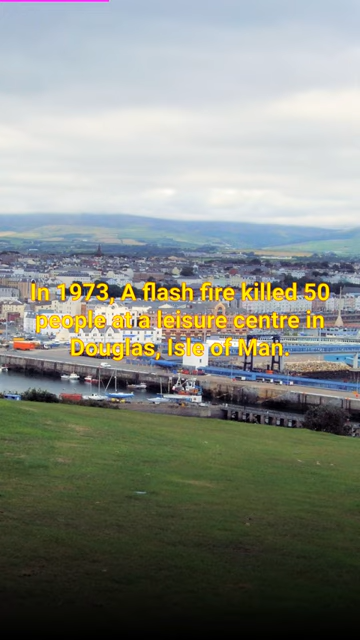 In 1973, A flash fire killed 50
people at a leisure centre in
Douglas, Isle of Man.